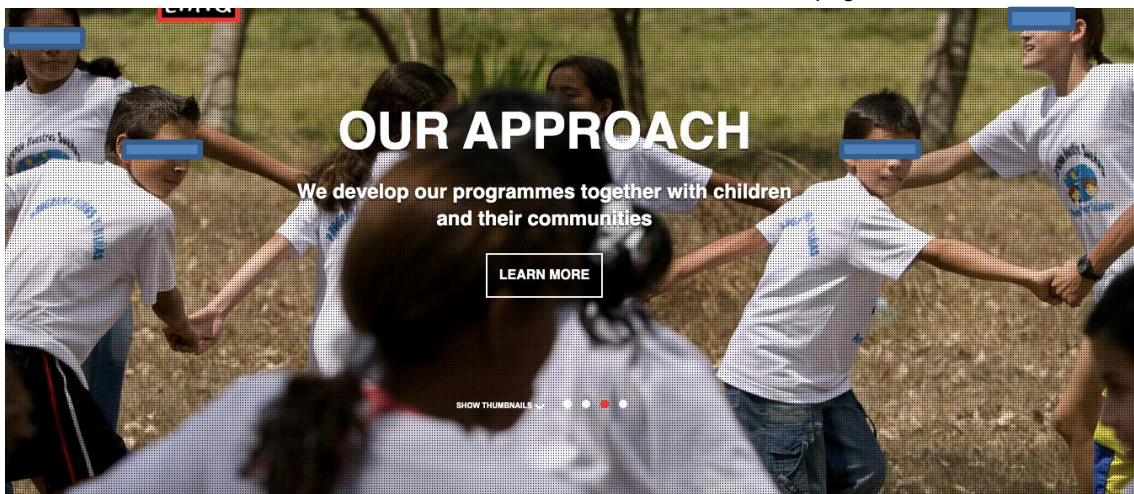 OUR APPROACH
We develop our programmes together with children
and their communities
LEARN MORE
SHOW THUMBNAILS